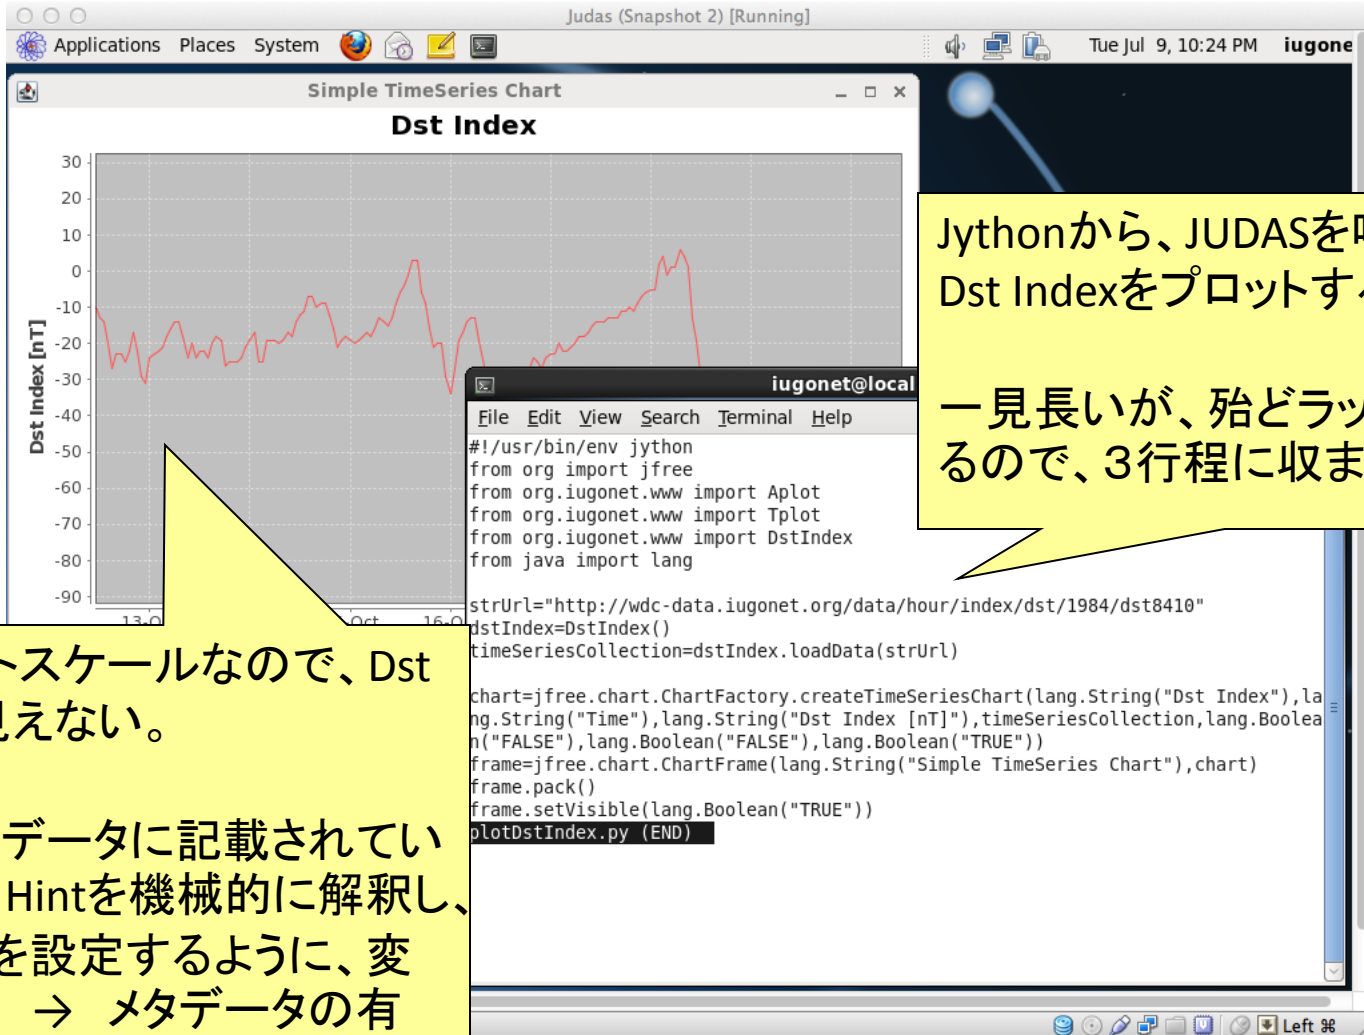 Judas (Snapshot 2) [Running]
Applications Places System
Tue Jul 9, 10:24 PM iugone
Simple TimeSeries Chart
Dst Index
30
20
10
0
-10
-20
-30
-40
-50
-60
-70
-80
-90
Dst Index [nT]
Oct
Jythonから、JUDASを
Dst Indexをプロットす
一見長いが、殆どラッ
るので、３行程に収ま
iugonet@local
File Edit View Search Terminal Help
#!/usr/bin/env jython
from org import jfree
from org.iugonet.www import Aplot
from org.iugonet.www import Tplot
from org.iugonet.www import DstIndex
from java import lang
strUrl="http://wdc-data.iugonet.org/data/hour/index/dst/1984/dst8410"
dstIndex=DstIndex()
timeSeriesCollection=dstIndex.loadData(strUrl)
chart=jfree.chart.ChartFactory.createTimeSeriesChart(lang.String("Dst Index"),la
ng.String("Time"),lang.String("Dst Index [nT]"),timeSeriesCollection,lang.Boolea
n("FALSE"),lang.Boolean("FALSE"),lang.Boolean("TRUE"))
frame=jfree.chart.ChartFrame(lang.String("Simple TimeSeries Chart"),chart)
frame.pack()
frame.setVisible(lang.Boolean("TRUE"))
plotDstIndex.py (END)
トスケールなので、Dst
見えない。
データに記載されてい
Hintを機械的に解釈し、
を設定するように、変
→ メタデータの有
Left ⌘